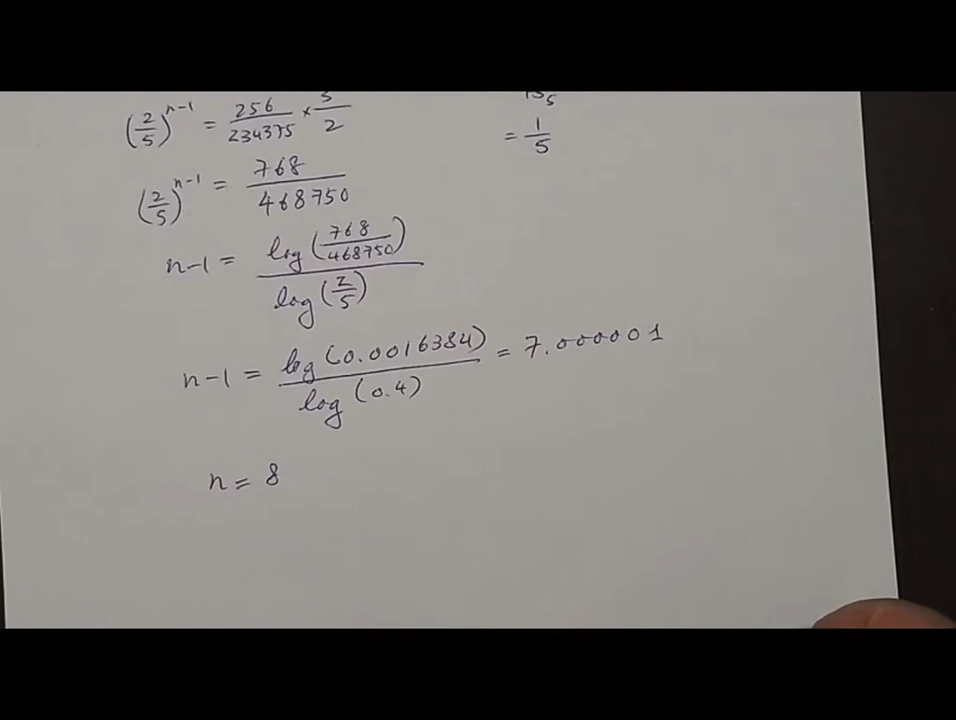 (2/5)^(n-1) = 256/234375 × 3/2
(2/5)^(n-1) = 768/468750
n-1 = log(768/468750) / log(2/5)
n-1 = log(0.0016384) / log(0.4) = 7.000001
n = 8
= 1/5